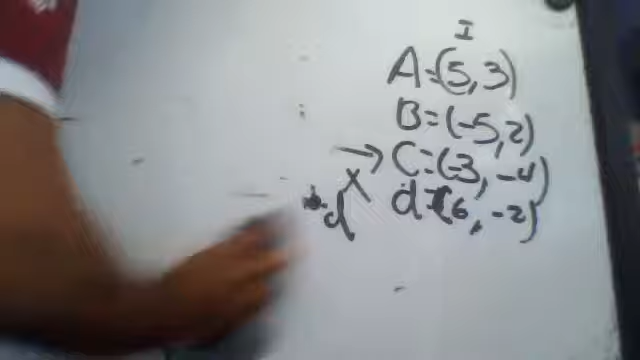 I
A=(5,3)
B=(-5,2)
→ C=(-3,-4)
x
d
d=(6,-2)